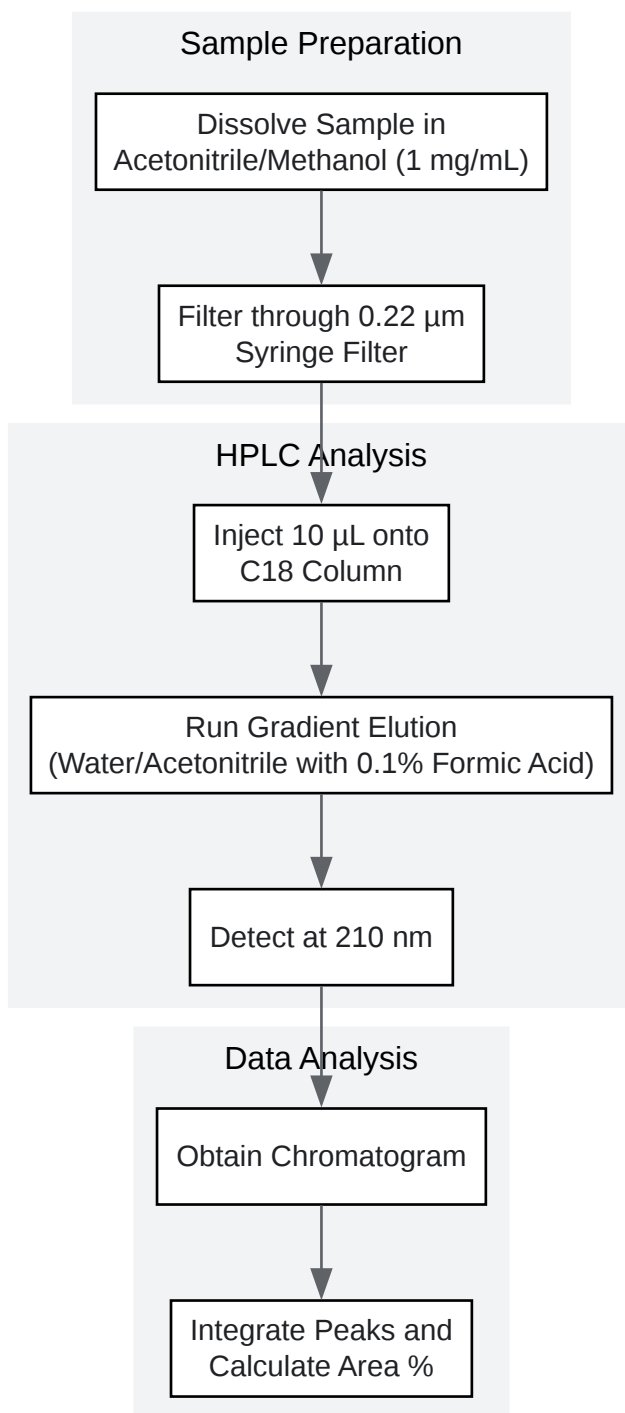 Sample Preparation
Dissolve Sample in
Acetonitrile/Methanol (1 mg/mL)
Filter through 0.22 µm
Syringe Filter
HPLC Analysis
Inject 10 µL onto
C18 Column
Run Gradient Elution
(Water/Acetonitrile with 0.1% Formic Acid)
Detect at 210 nm
Data Analysis
Obtain Chromatogram
Integrate Peaks and
Calculate Area %